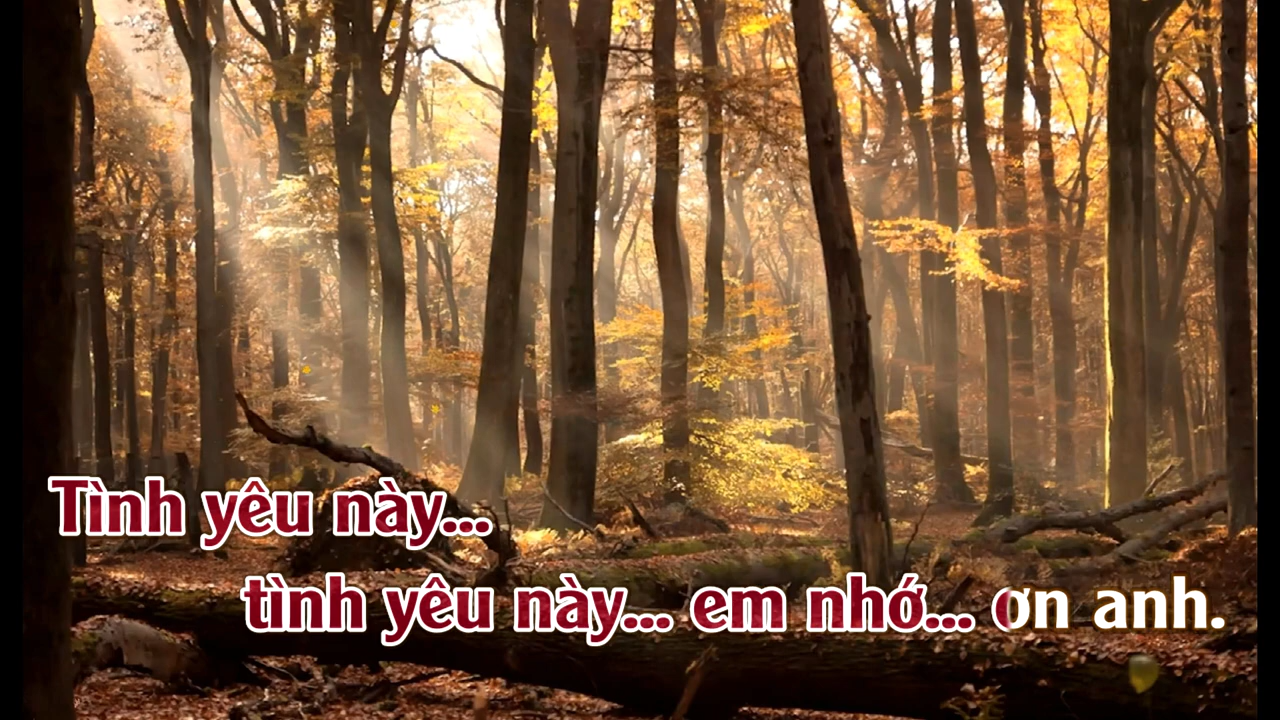 Tình yêu này...
tình yêu này... em nhớ... ơn anh.